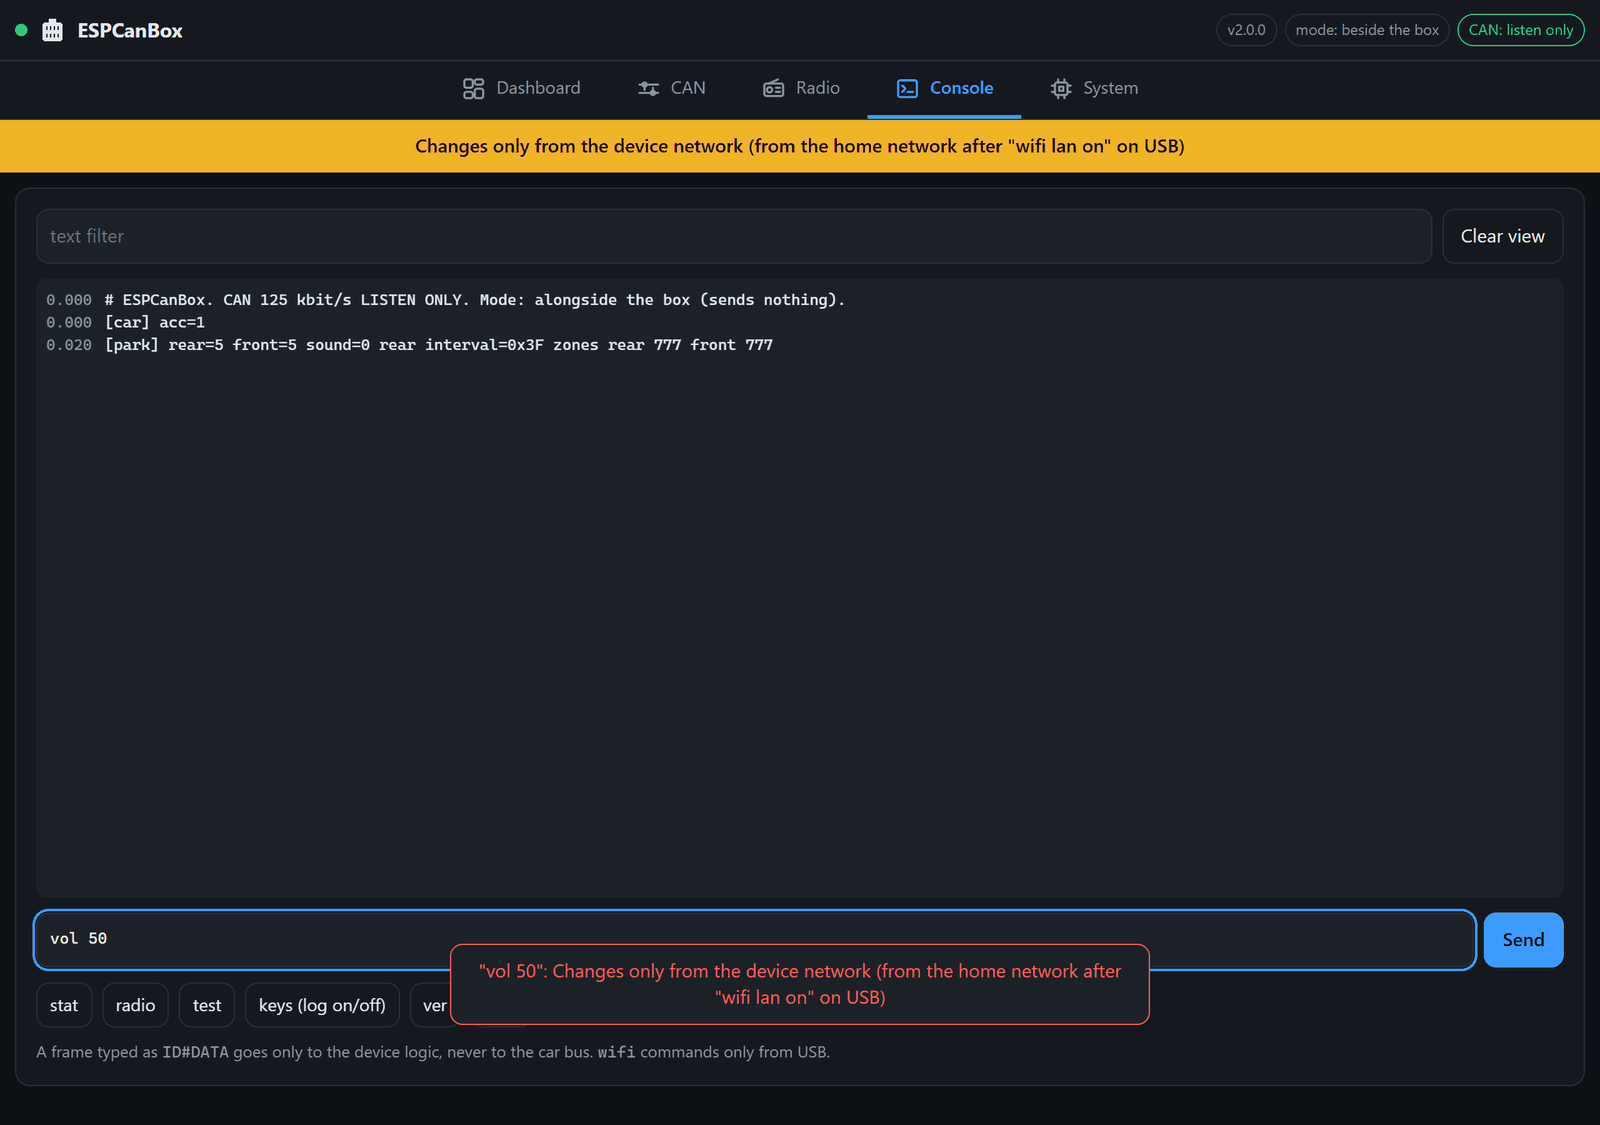 ESPCanBox
v2.0.0
mode: beside the box
CAN: listen only
Dashboard
CAN
Radio
Console
System
Changes only from the device network (from the home network after "wifi lan on" on USB)
text filter
Clear view
0.000 # ESPCanBox. CAN 125 kbit/s LISTEN ONLY. Mode: alongside the box (sends nothing).
0.000 [car] acc=1
0.020 [park] rear=5 front=5 sound=0 rear interval=0x3F zones rear 777 front 777
vol 50
Send
"vol 50": Changes only from the device network (from the home network after
"wifi lan on" on USB)
stat
radio
test
keys (log on/off)
ver
A frame typed as ID#DATA goes only to the device logic, never to the car bus. wifi commands only from USB.